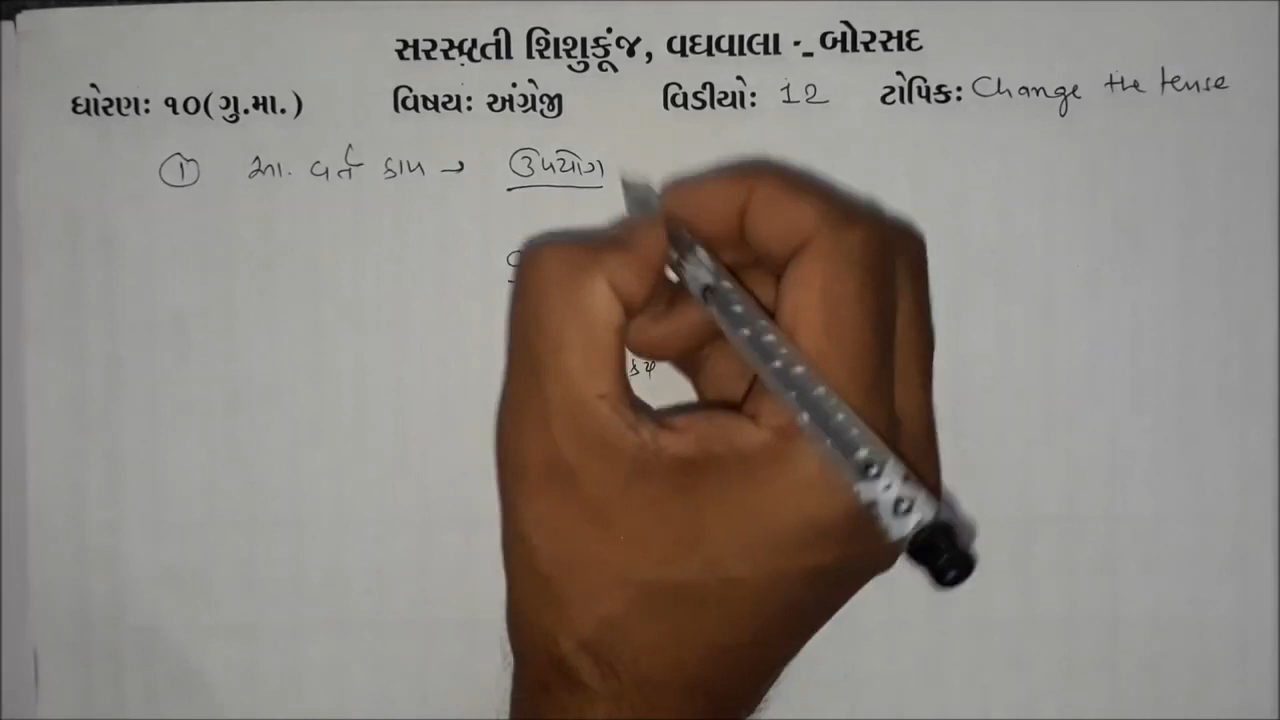 સરસ્વતી શિશુકૂંજ, વઘવાલા - બોરસદ
ધોરણઃ ૧૦(ગુ.મા.) વિષયઃ અંગ્રેજી વિડીયોઃ 12 ટોપિકઃ Change the tense
① સા. વર્ત કાળ → ઉપયોગ